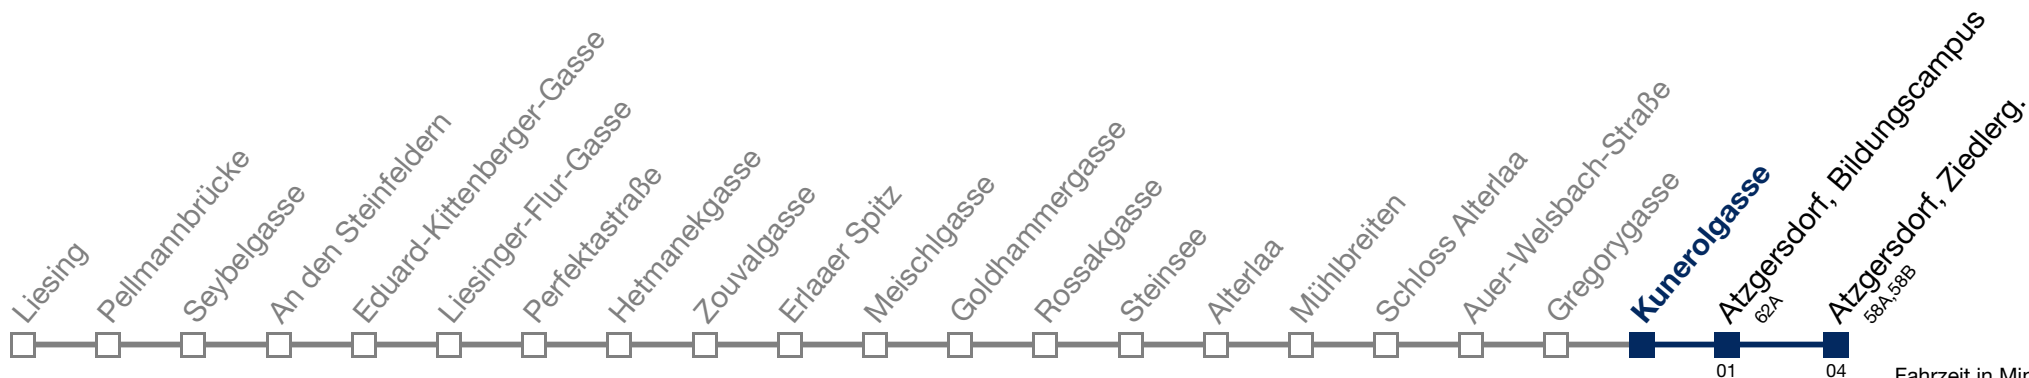 Liesing
Pellmannbrücke
Seybelgasse
An den Steinfeldern
Eduard-Kittenberger-Gasse
Liesinger-Flur-Gasse
Perfektastraße
Hetmanekgasse
Zouvalgasse
Erlaaer Spitz
Meischlgasse
Goldhammergasse
Rossakgasse
Steinsee
Alterlaa
Mühlbreiten
Schloss Alterlaa
Auer-Welsbach-Straße
Gregorygasse
Kunerolgasse
Atzgersdorf, Bildungscampus
62A
Atzgersdorf, Ziedlerg.
58A,58B
01
04
Fahrzeit in